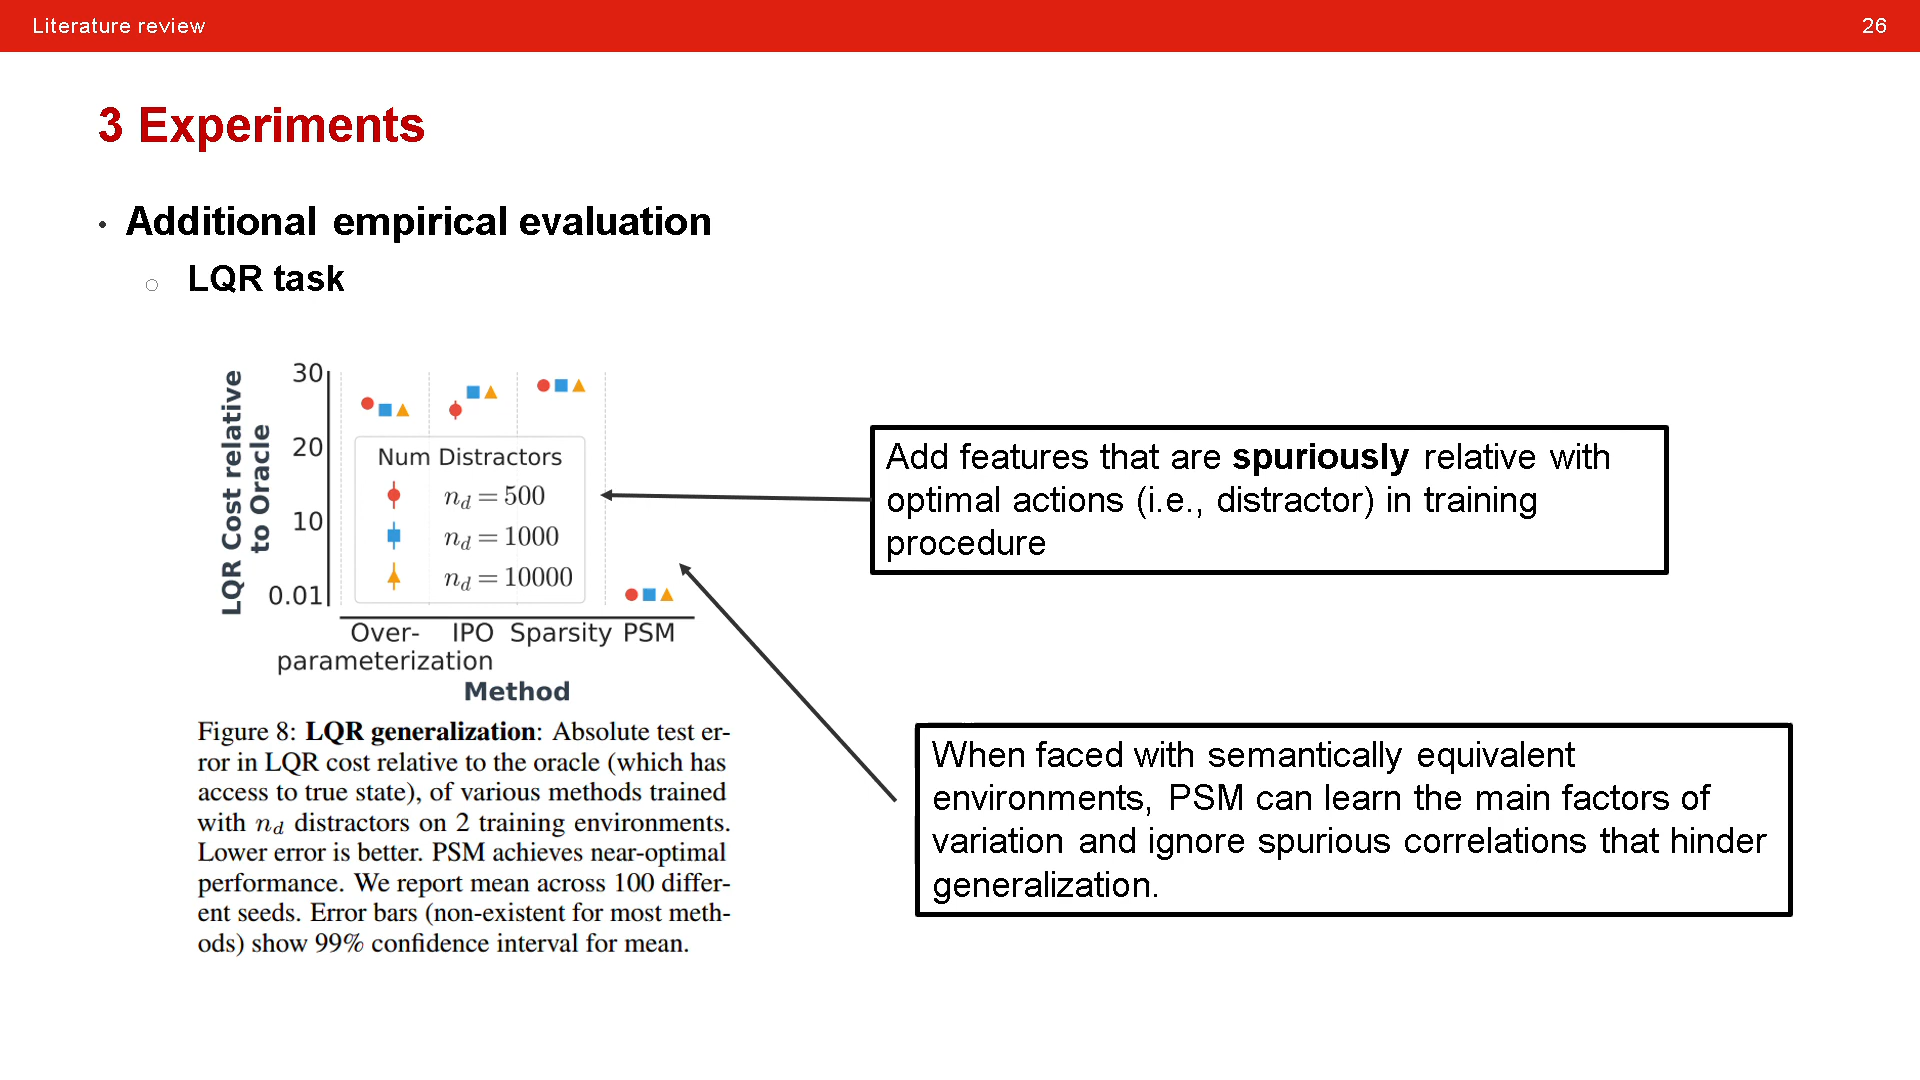 Literature review 26
3 Experiments
• Additional empirical evaluation
○ LQR task
LQR Cost relative
to Oracle
30
20
10
0.01
Num Distractors
n_d = 500
n_d = 1000
n_d = 10000
Over- IPO Sparsity PSM
parameterization
Method
Figure 8: LQR generalization: Absolute test er-
ror in LQR cost relative to the oracle (which has
access to true state), of various methods trained
with n_d distractors on 2 training environments.
Lower error is better. PSM achieves near-optimal
performance. We report mean across 100 differ-
ent seeds. Error bars (non-existent for most meth-
ods) show 99% confidence interval for mean.
Add features that are spuriously relative with
optimal actions (i.e., distractor) in training
procedure
When faced with semantically equivalent
environments, PSM can learn the main factors of
variation and ignore spurious correlations that hinder
generalization.